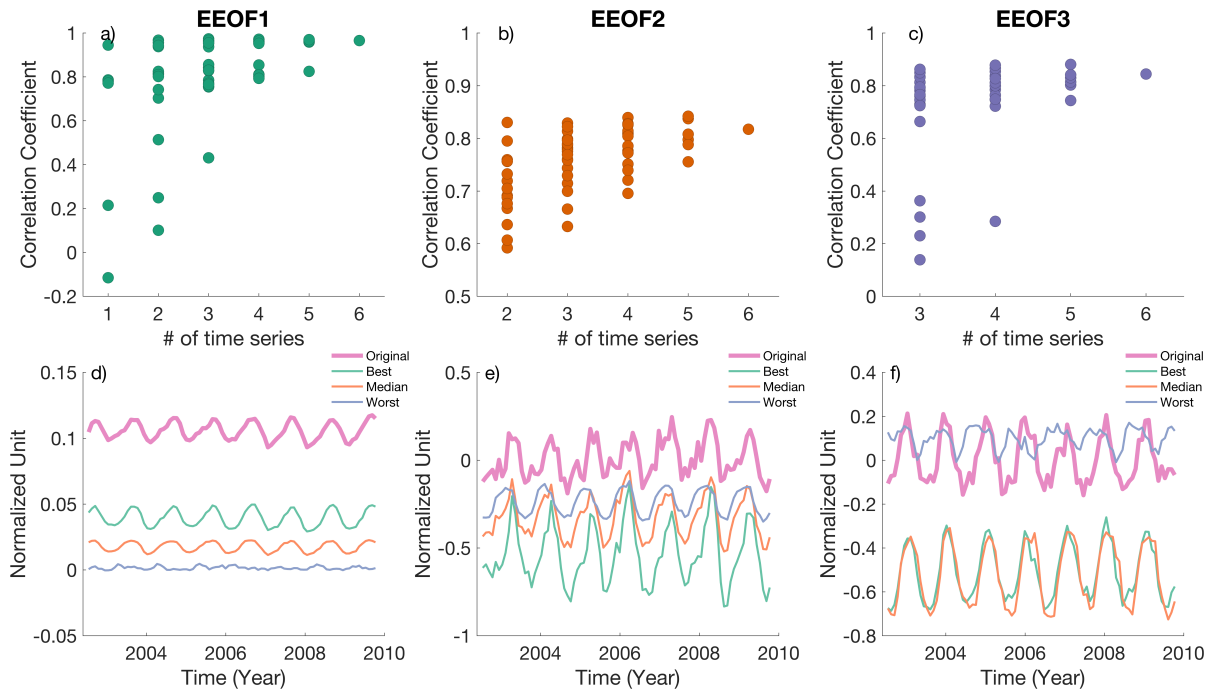 EEOF1
a)
Correlation Coefficient
1
0.8
0.6
0.4
0.2
0
-0.2
1 2 3 4 5 6
# of time series
EEOF2
b)
Correlation Coefficient
1
0.9
0.8
0.7
0.6
0.5
2 3 4 5 6
# of time series
EEOF3
c)
Correlation Coefficient
1
0.8
0.6
0.4
0.2
0
3 4 5 6
# of time series
d)
Original
Best
Median
Worst
Normalized Unit
0.15
0.1
0.05
0
-0.05
2004 2006 2008 2010
Time (Year)
e)
Original
Best
Median
Worst
Normalized Unit
0.5
0
-0.5
-1
2004 2006 2008 2010
Time (Year)
f)
Original
Best
Median
Worst
Normalized Unit
0.4
0.2
0
-0.2
-0.4
-0.6
-0.8
2004 2006 2008 2010
Time (Year)